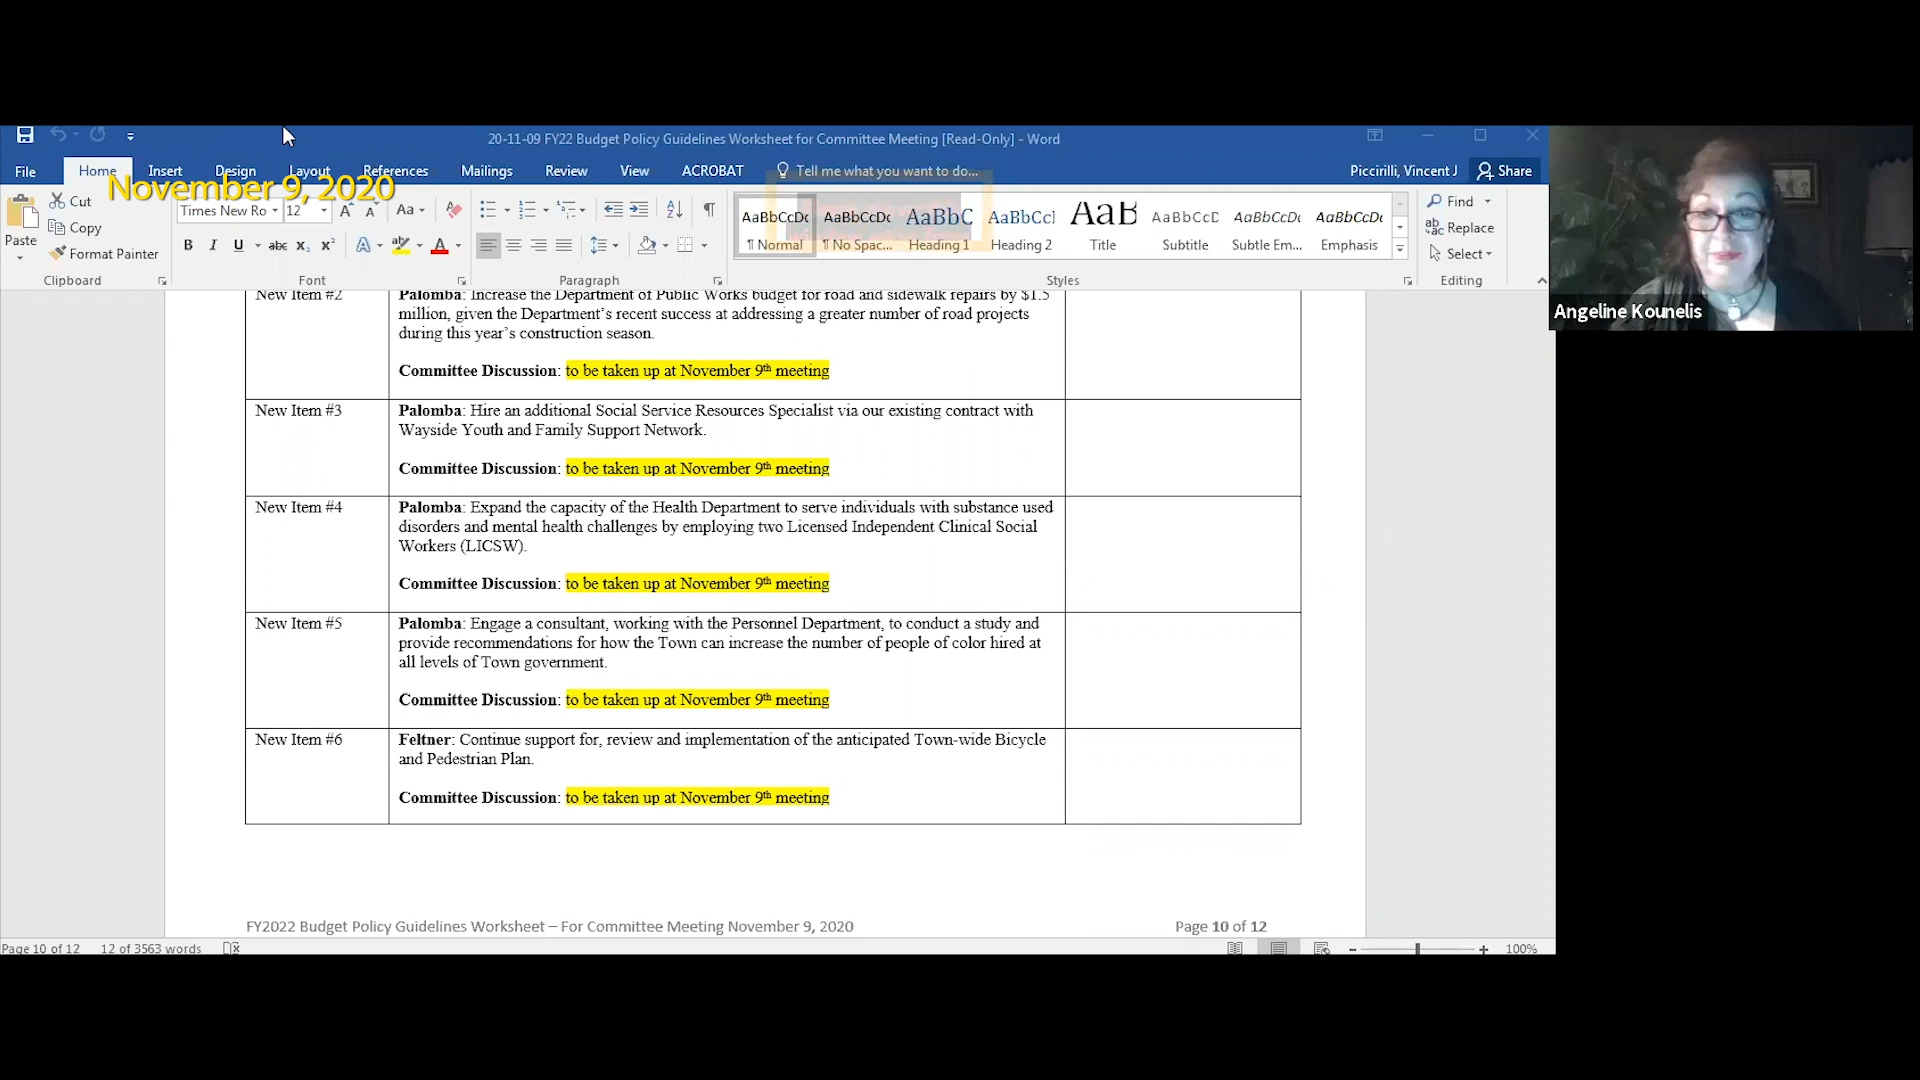 20-11-09 FY22 Budget Policy Guidelines Worksheet for Committee Meeting [Read-Only] - Word
File Home Insert Design Layout References Mailings Review View ACROBAT Tell me what you want to do... Piccirilli, Vincent J Share
November 9, 2020
Cut
Copy
Format Painter
Paste
Clipboard
Times New Ro 12
Font
Paragraph
AaBbCcDc AaBbCcDc AaBbC AaBbCcl AaB AaBbCcD AaBbCcDc AaBbCcDc
¶ Normal ¶ No Spac... Heading 1 Heading 2 Title Subtitle Subtle Em... Emphasis
Styles
Find
Replace
Select
Editing
Angeline Kounelis
New Item #2 Palomba: Increase the Department of Public Works budget for road and sidewalk repairs by $1.5
million, given the Department's recent success at addressing a greater number of road projects
during this year's construction season.
Committee Discussion: to be taken up at November 9th meeting
New Item #3 Palomba: Hire an additional Social Service Resources Specialist via our existing contract with
Wayside Youth and Family Support Network.
Committee Discussion: to be taken up at November 9th meeting
New Item #4 Palomba: Expand the capacity of the Health Department to serve individuals with substance used
disorders and mental health challenges by employing two Licensed Independent Clinical Social
Workers (LICSW).
Committee Discussion: to be taken up at November 9th meeting
New Item #5 Palomba: Engage a consultant, working with the Personnel Department, to conduct a study and
provide recommendations for how the Town can increase the number of people of color hired at
all levels of Town government.
Committee Discussion: to be taken up at November 9th meeting
New Item #6 Feltner: Continue support for, review and implementation of the anticipated Town-wide Bicycle
and Pedestrian Plan.
Committee Discussion: to be taken up at November 9th meeting
FY2022 Budget Policy Guidelines Worksheet – For Committee Meeting November 9, 2020 Page 10 of 12
Page 10 of 12 12 of 3563 words 100%